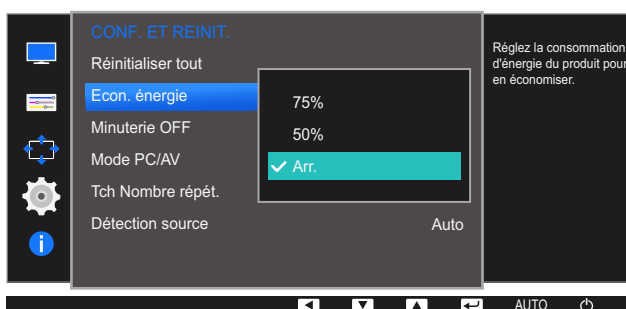 CONF. ET REINIT.
Réinitialiser tout
Econ. énergie
75%
50%
Arr.
Minuterie OFF
Mode PC/AV
Tch Nombre répét.
Détection source Auto
Réglez la consommation
d'énergie du produit pour
en économiser.
AUTO